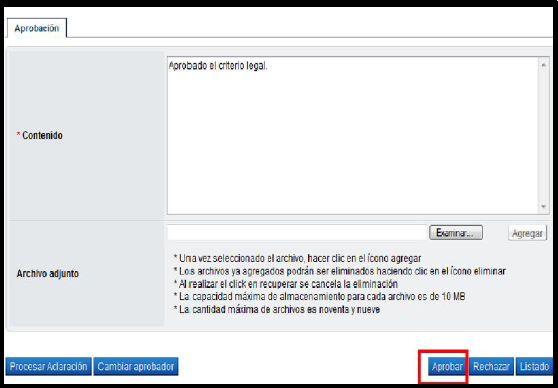 Aprobación
Aprobado el criterio legal.
* Contenido
Examinar...
Agregar
* Una vez seleccionado el archivo, hacer clic en el ícono agregar
* Los archivos ya agregados podrán ser eliminados haciendo clic en el ícono eliminar
Archivo adjunto
* Al realizar el click en recuperar se cancela la eliminación
* La capacidad máxima de almacenamiento para cada archivo es de 10 MB
* La cantidad máxima de archivos es noventa y nueve
Procesar Aclaración Cambiar aprobador Aprobar Rechazar Listado